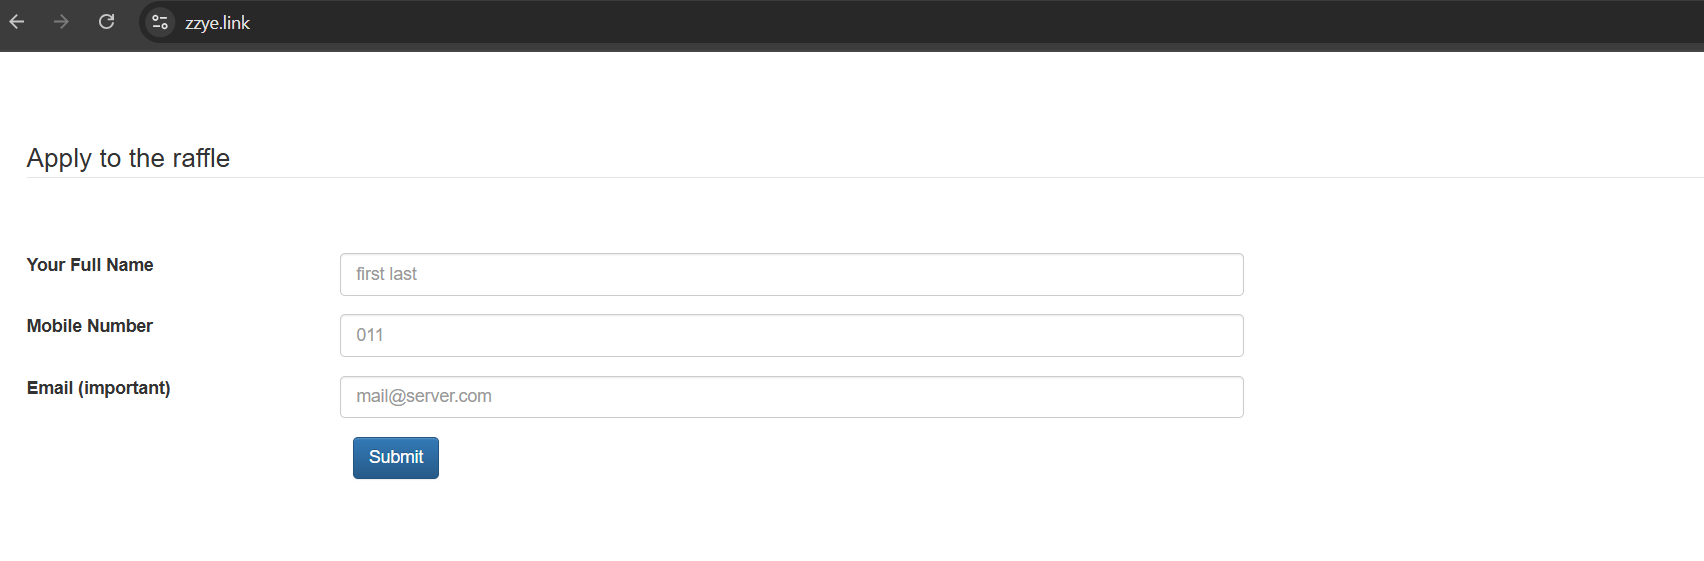 zzye.link
Apply to the raffle
Your Full Name
first last
Mobile Number
011
Email (important)
mail@server.com
Submit